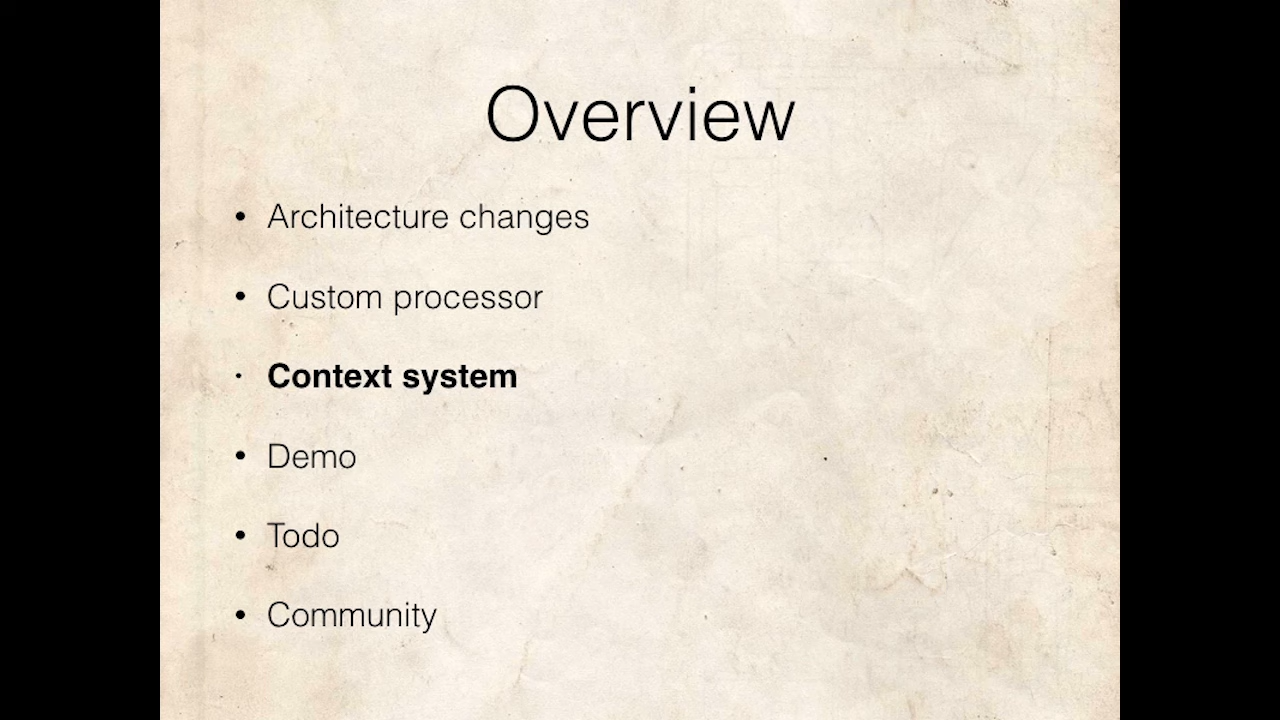 Overview
• Architecture changes
• Custom processor
• Context system
• Demo
• Todo
• Community